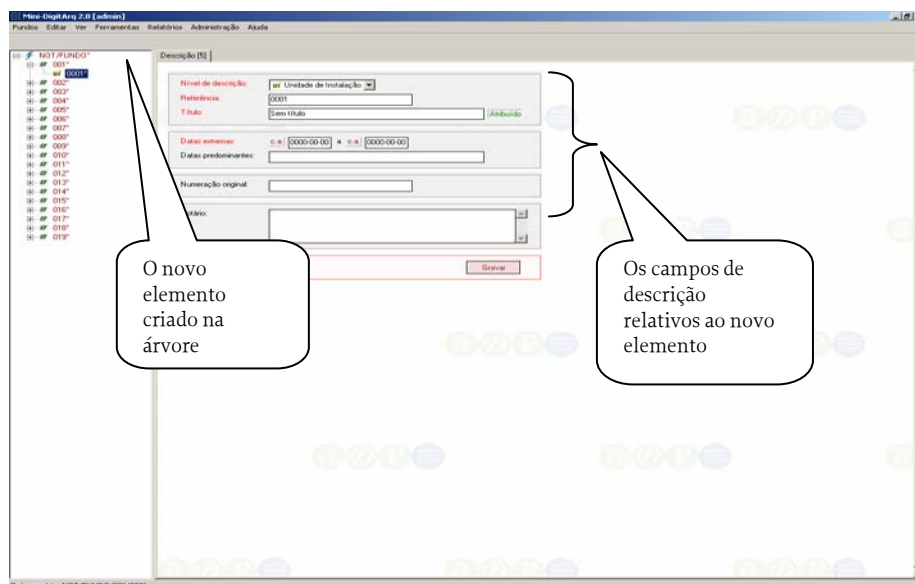 Mini-DigitArq 2.0 [admin]
Fundos Editar Ver Ferramentas Relatórios Administração Ajuda
NOT/FUNDO*
001*
0001*
002*
003*
004*
005*
006*
007*
008*
009*
010*
011*
012*
013*
014*
015*
016*
017*
018*
019*
Descrição [5]
Nível de descrição: Unidade de Instalação
Referência: 0001
Título: Sem título Atribuído
Datas extremas: c.a. 0000-00-00 a c.a. 0000-00-00
Datas predominantes:
Numeração original:
Gravar
O novo
elemento
criado na
árvore
Os campos de
descrição
relativos ao novo
elemento